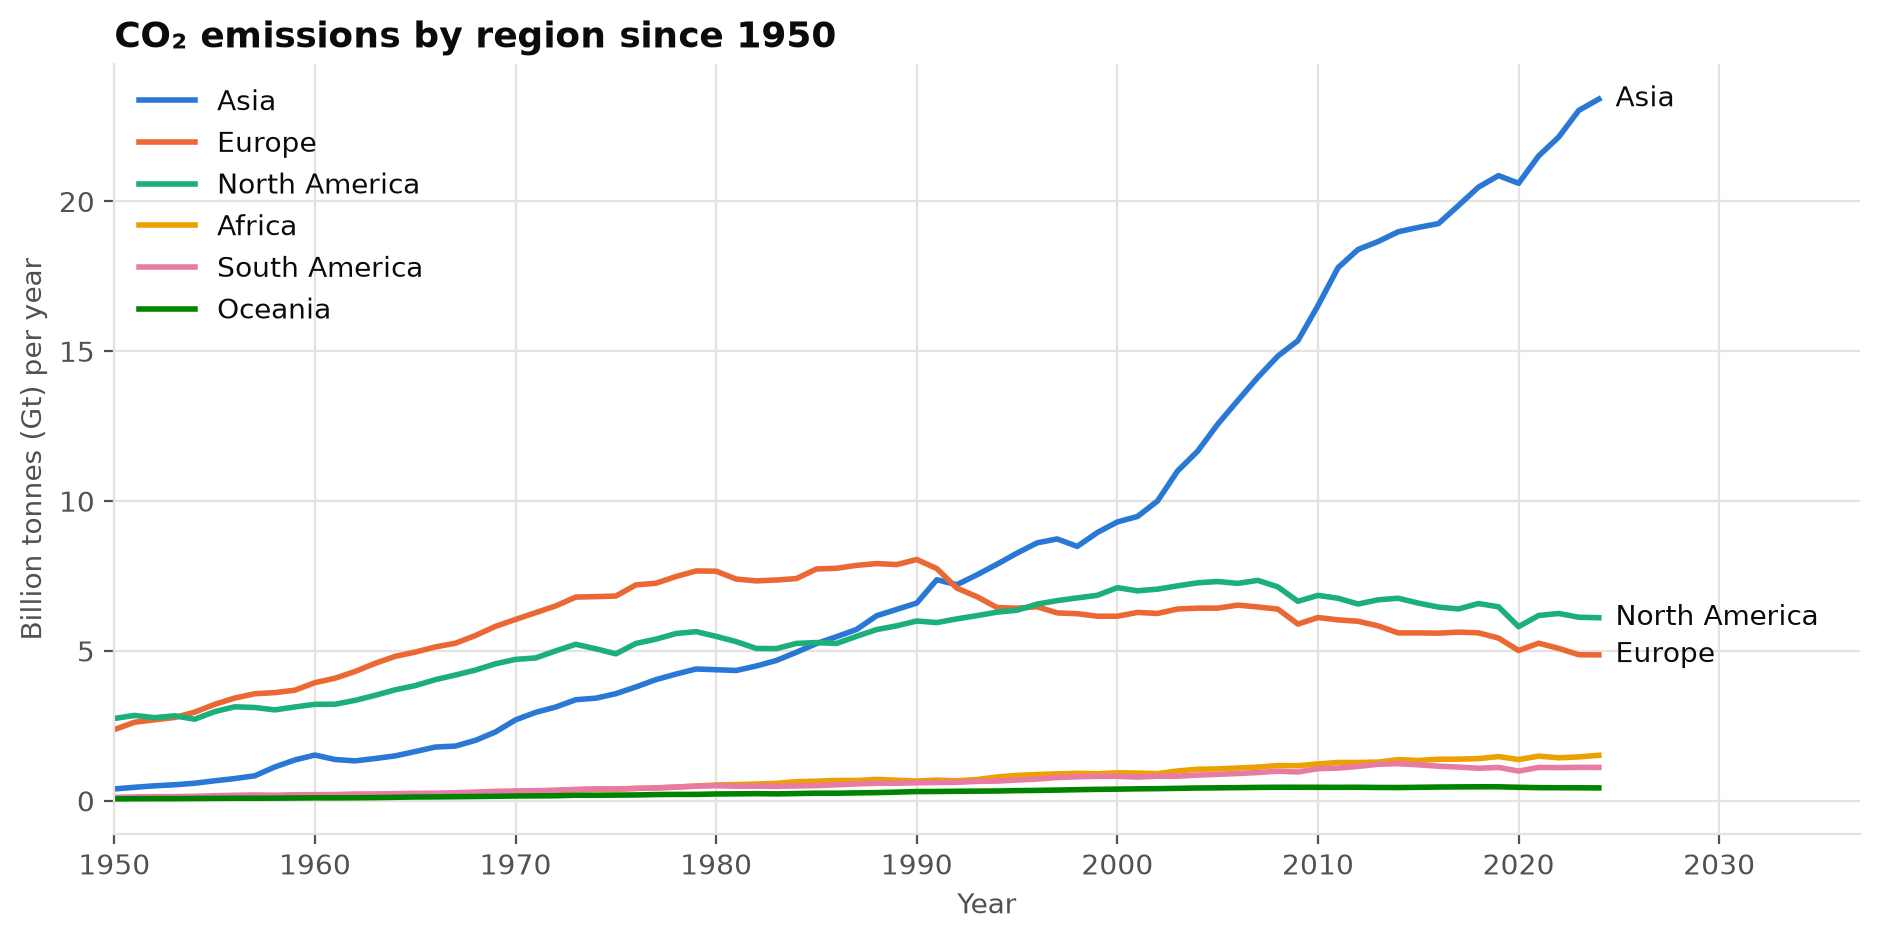 CO₂ emissions by region since 1950
Asia
Europe
North America
Africa
South America
Oceania
Billion tonnes (Gt) per year
20
15
10
5
0
Asia
North America
Europe
1950 1960 1970 1980 1990 2000 2010 2020 2030
Year